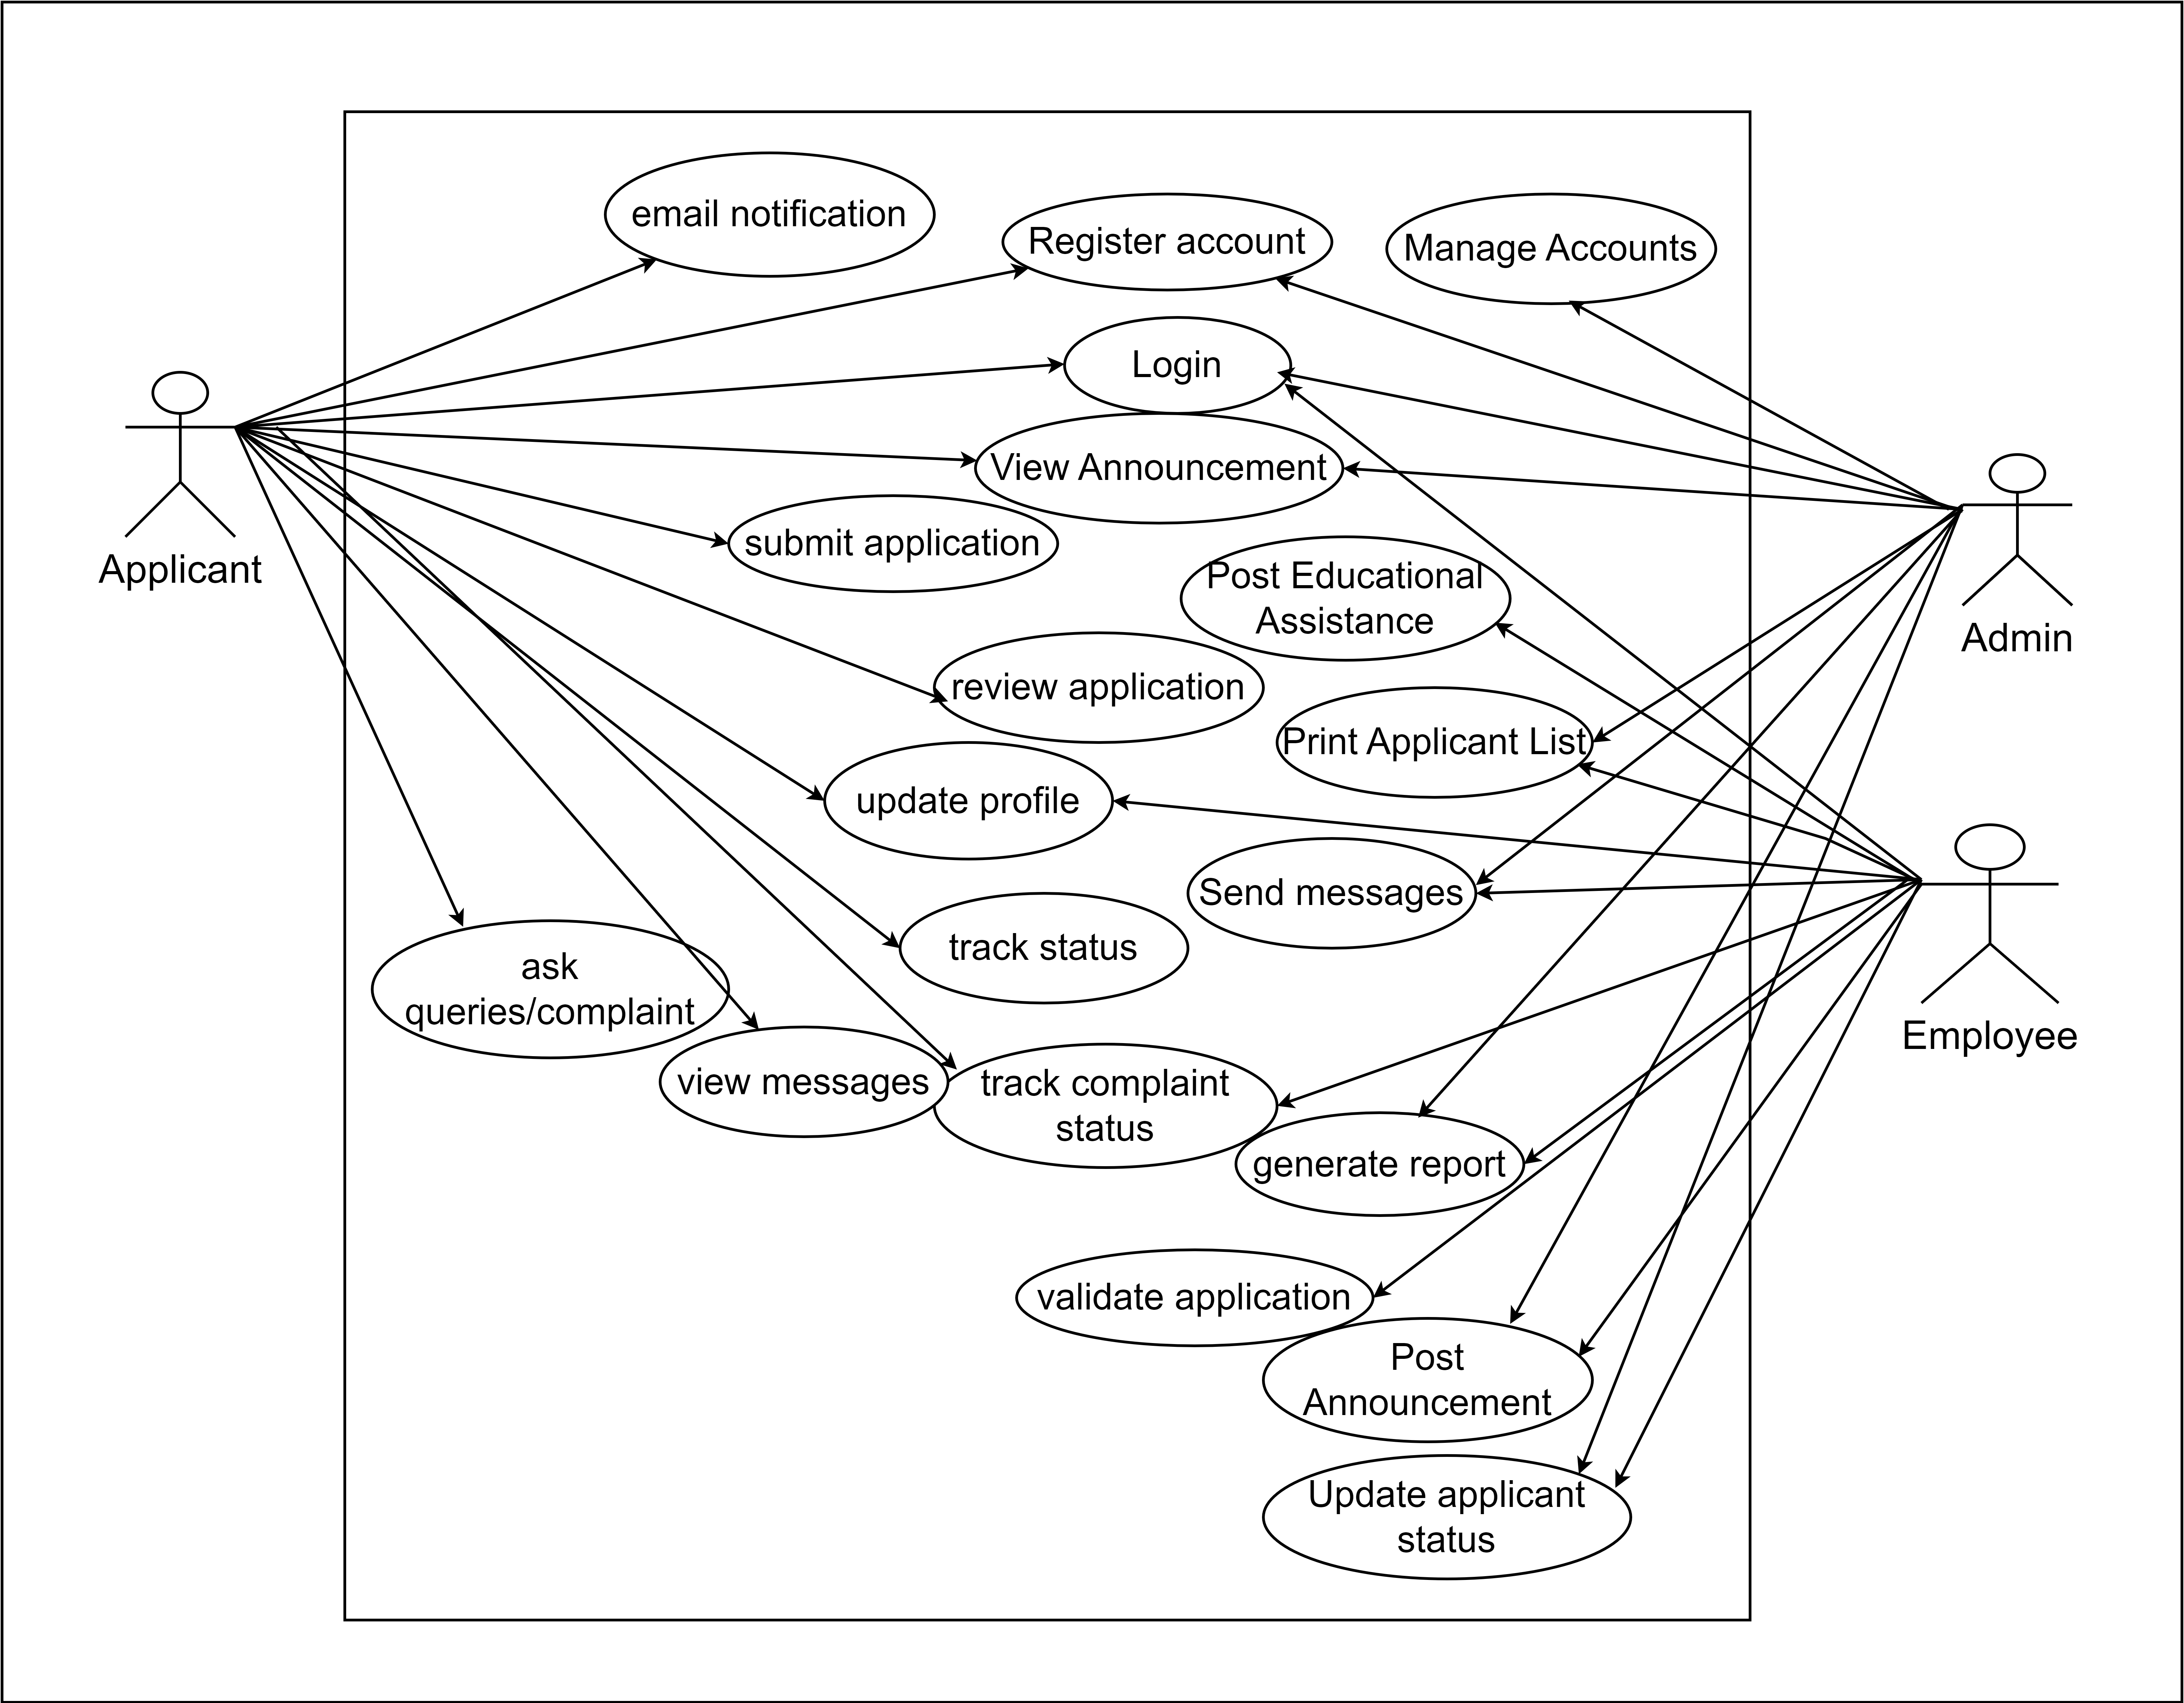 email notification
Register account
Manage Accounts
Login
View Announcement
submit application
Applicant
Post Educational
Assistance
Admin
review application
Print Applicant List
update profile
Send messages
track status
ask
queries/complaint
Employee
view messages
track complaint
status
generate report
validate application
Post
Announcement
Update applicant
status